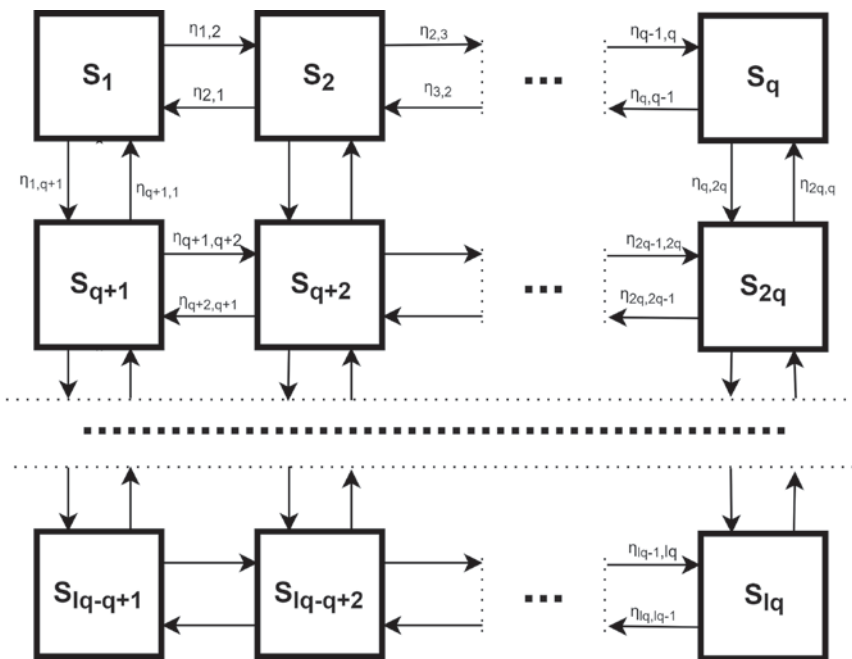 η1,2 η2,3 ηq-1,q
S1 S2 ... Sq
η2,1 η3,2 ηq,q-1
η1,q+1 ηq+1,1 ηq,2q η2q,q
ηq+1,q+2 η2q-1,2q
Sq+1 Sq+2 ... S2q
ηq+2,q+1 η2q,2q-1
ηlq-1,lq
Slq-q+1 Slq-q+2 ... Slq
ηlq,lq-1